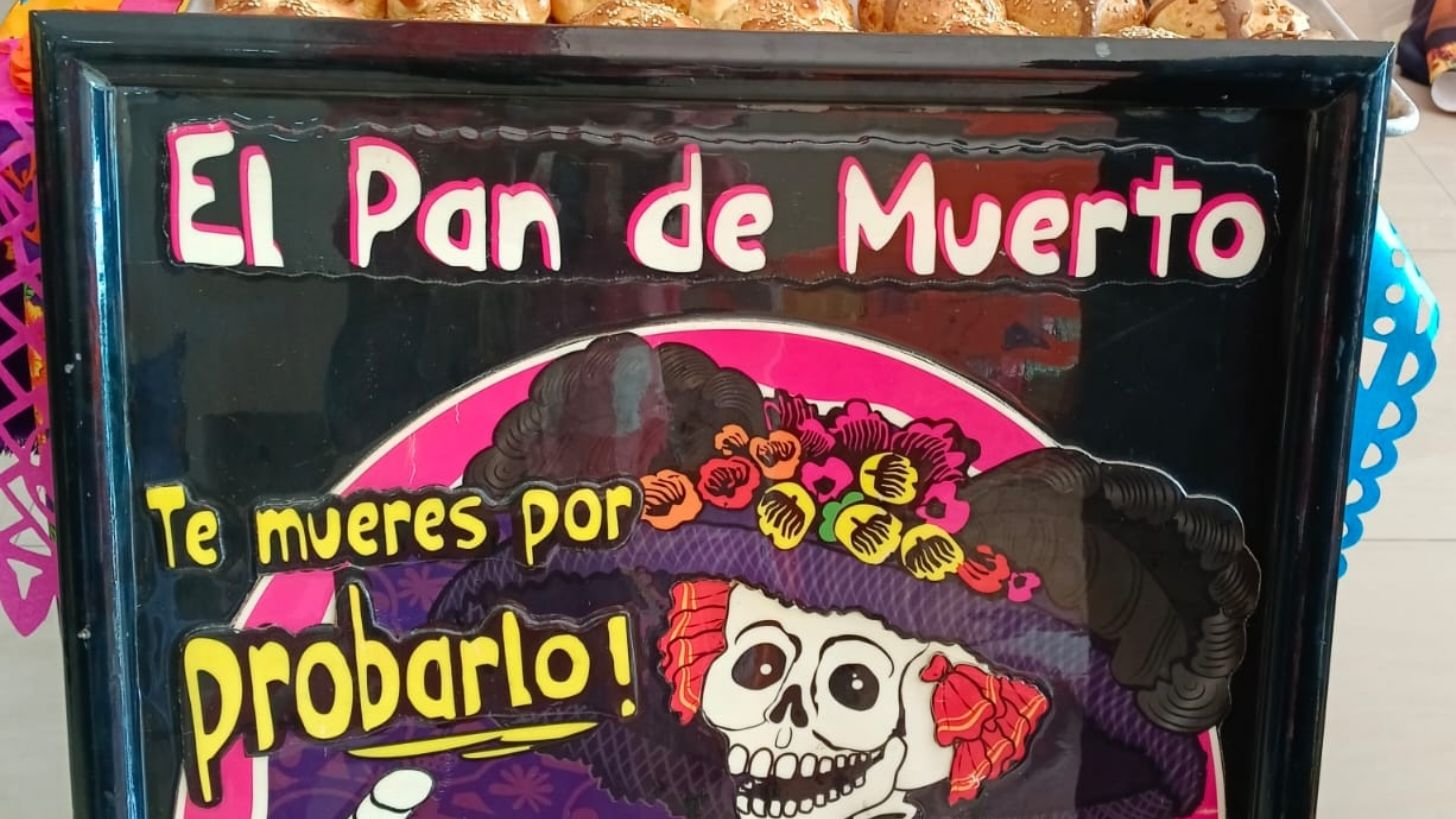 El Pan de Muerto
Te mueres por
probarlo!